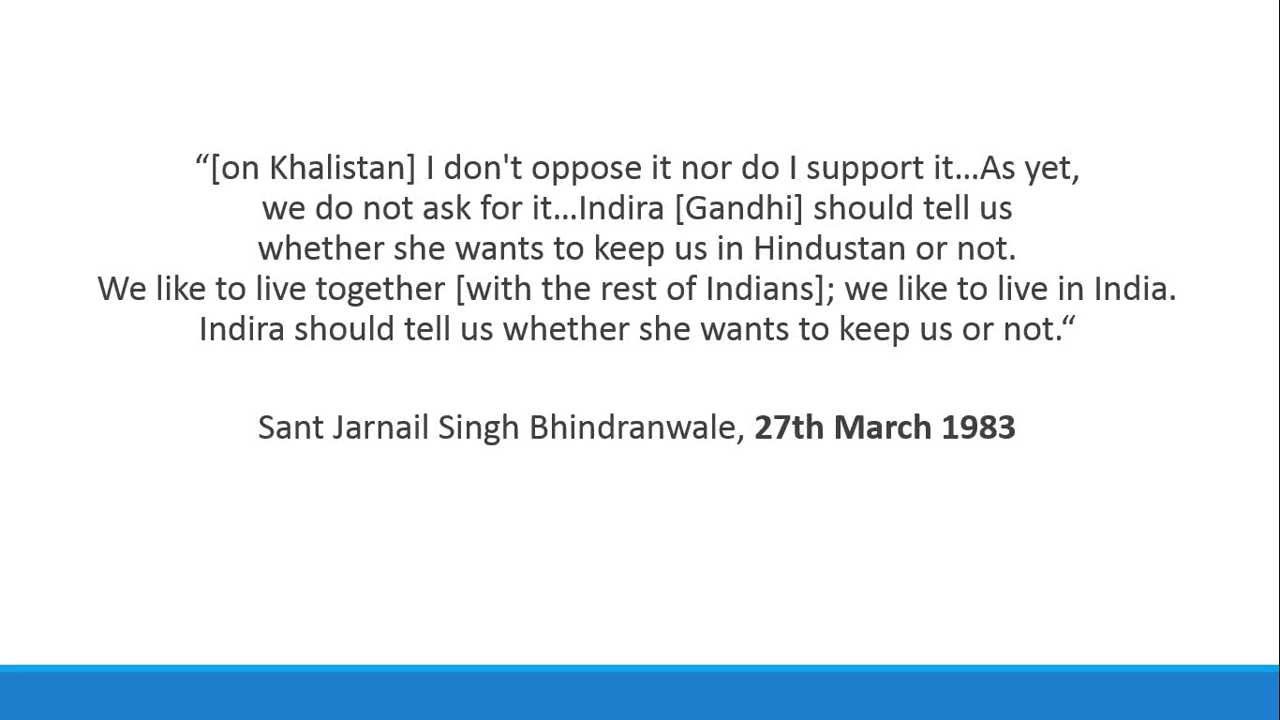 “[on Khalistan] I don't oppose it nor do I support it…As yet,
we do not ask for it…Indira [Gandhi] should tell us
whether she wants to keep us in Hindustan or not.
We like to live together [with the rest of Indians]; we like to live in India.
Indira should tell us whether she wants to keep us or not.“
Sant Jarnail Singh Bhindranwale, 27th March 1983